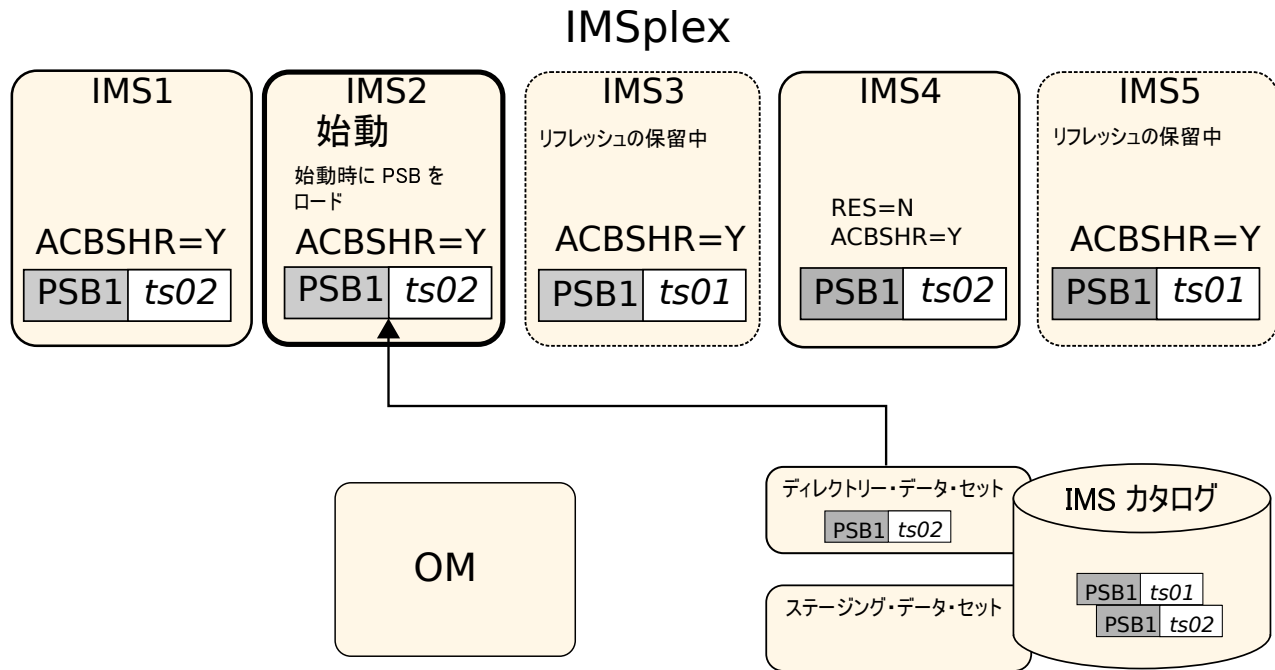 IMSplex
IMS1
ACBSHR=Y
PSB1 ts02
IMS2
始動
始動時に PSB を
ロード
ACBSHR=Y
PSB1 ts02
IMS3
リフレッシュの保留中
ACBSHR=Y
PSB1 ts01
IMS4
RES=N
ACBSHR=Y
PSB1 ts02
IMS5
リフレッシュの保留中
ACBSHR=Y
PSB1 ts01
OM
ディレクトリー・データ・セット
PSB1 ts02
ステージング・データ・セット
IMS カタログ
PSB1 ts01
PSB1 ts02